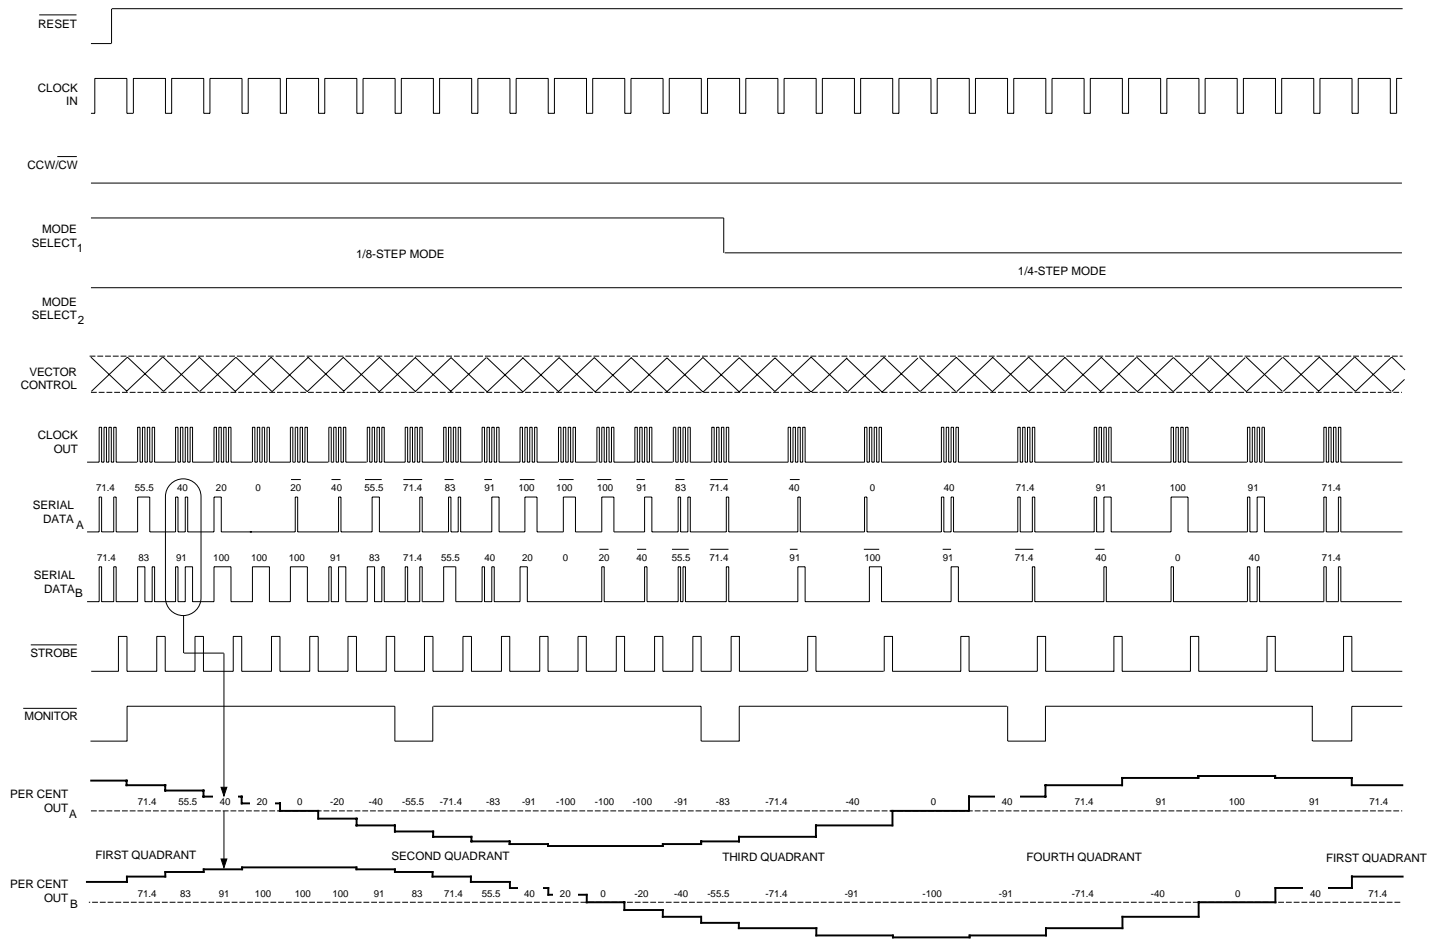 RESET
CLOCK
IN
CCW/CW
MODE
SELECT1
1/8-STEP MODE
1/4-STEP MODE
MODE
SELECT2
VECTOR
CONTROL
CLOCK
OUT
71.4 55.5 40 20 0 20 40 55.5 71.4 83 91 100 100 100 91 83 71.4 40 0 40 71.4 91 100 91 71.4
SERIAL
DATA A
71.4 83 91 100 100 100 91 83 71.4 55.5 40 20 0 20 40 55.5 71.4 91 100 91 71.4 40 0 40 71.4
SERIAL
DATA B
STROBE
MONITOR
PER CENT
OUT A
71.4 55.5 40 20 0 -20 -40 -55.5 -71.4 -83 -91 -100 -100 -100 -91 -83 -71.4 -40 0 40 71.4 91 100 91 71.4
FIRST QUADRANT SECOND QUADRANT THIRD QUADRANT FOURTH QUADRANT FIRST QUADRANT
PER CENT
OUT B
71.4 83 91 100 100 100 91 83 71.4 55.5 40 20 0 -20 -40 -55.5 -71.4 -91 -100 -91 -71.4 -40 0 40 71.4